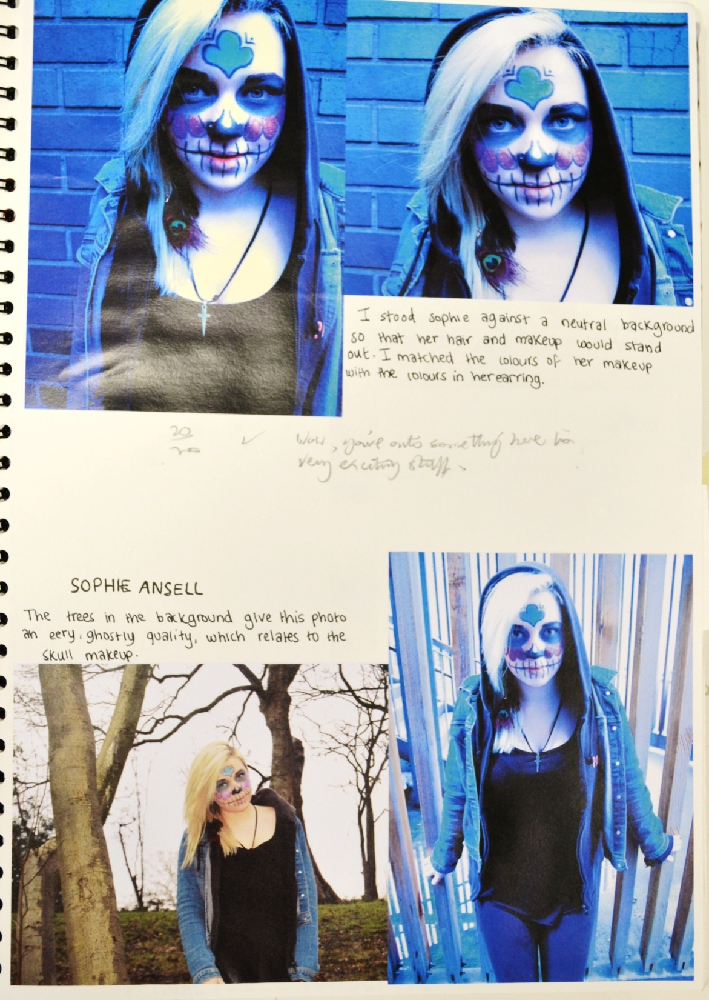 I stood sophie against a neutral background
so that her hair and makeup would stand
out. I matched the colours of her makeup
with the colours in her earring.
20
20
Wow, you're onto something here
very exciting stuff.
SOPHIE ANSELL
The trees in the background give this photo
an eery, ghostly quality, which relates to the
skull makeup.